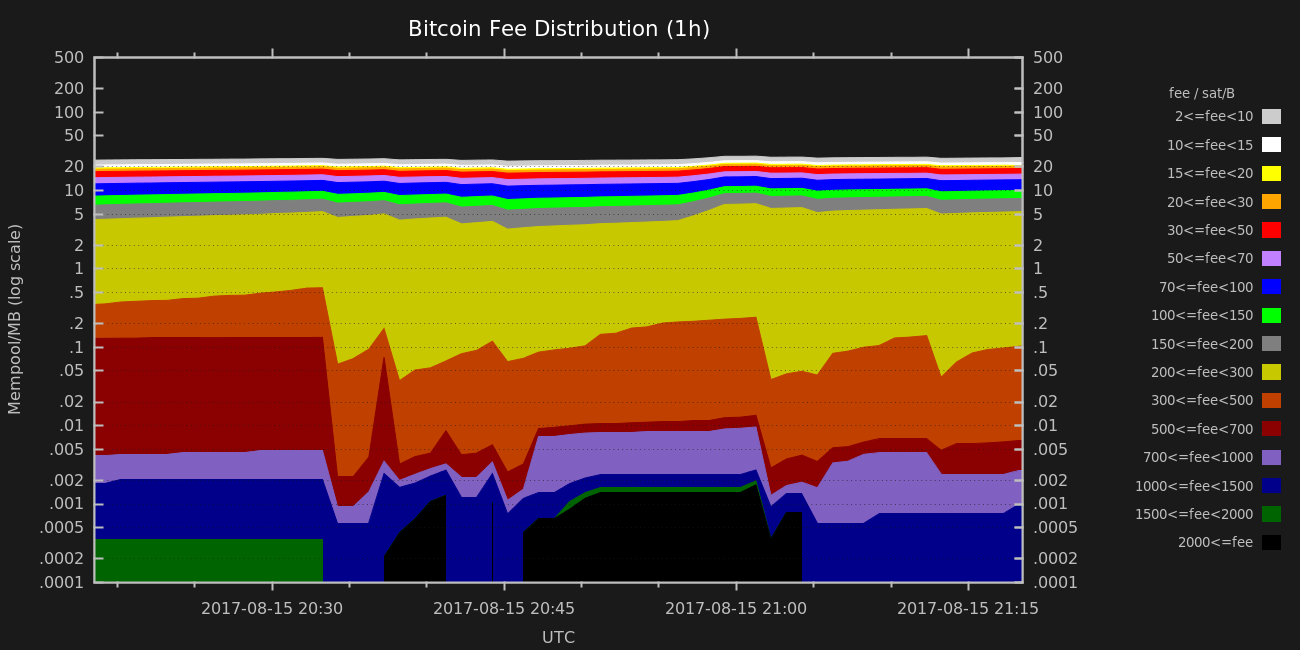 Bitcoin Fee Distribution (1h)
500
200
100
50
20
10
5
2
1
.5
.2
.1
.05
.02
.01
.005
.002
.001
.0005
.0002
.0001
Mempool/MB (log scale)
500
200
100
50
20
10
5
2
1
.5
.2
.1
.05
.02
.01
.005
.002
.001
.0005
.0002
.0001
2017-08-15 20:30
2017-08-15 20:45
2017-08-15 21:00
2017-08-15 21:15
UTC
fee / sat/B
2<=fee<10
10<=fee<15
15<=fee<20
20<=fee<30
30<=fee<50
50<=fee<70
70<=fee<100
100<=fee<150
150<=fee<200
200<=fee<300
300<=fee<500
500<=fee<700
700<=fee<1000
1000<=fee<1500
1500<=fee<2000
2000<=fee